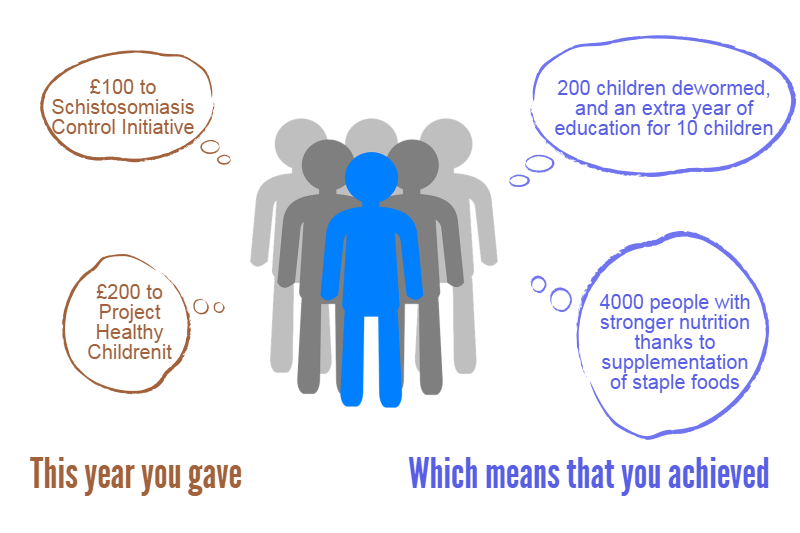 £100 to
Schistosomiasis
Control Initiative
200 children dewormed,
and an extra year of
education for 10 children
£200 to
Project
Healthy
Childrenit
4000 people with
stronger nutrition
thanks to
supplementation
of staple foods
This year you gave
Which means that you achieved